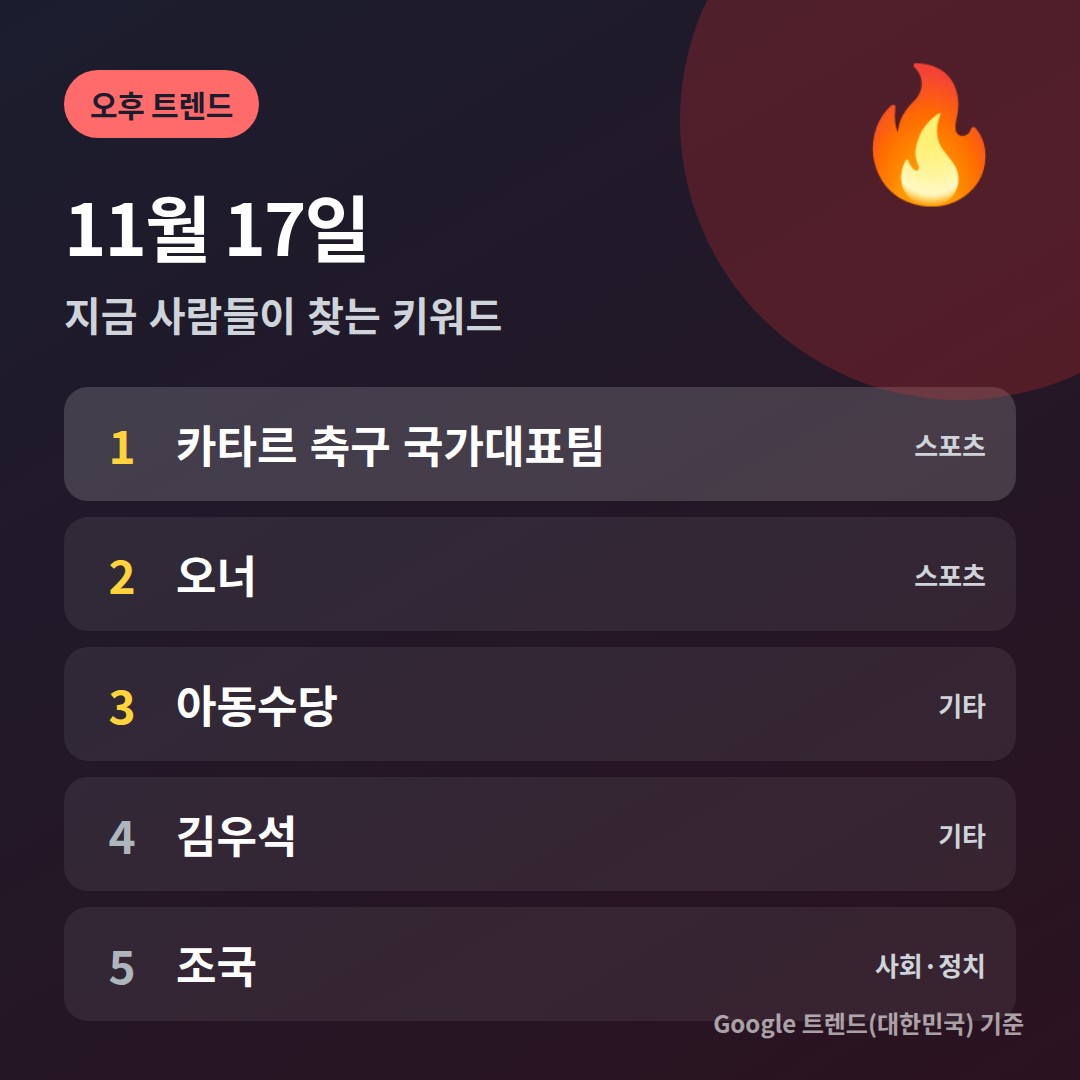 오후 트렌드
11월 17일
지금 사람들이 찾는 키워드
1 카타르 축구 국가대표팀 스포츠
2 오너 스포츠
3 아동수당 기타
4 김우석 기타
5 조국 사회·정치
Google 트렌드(대한민국) 기준